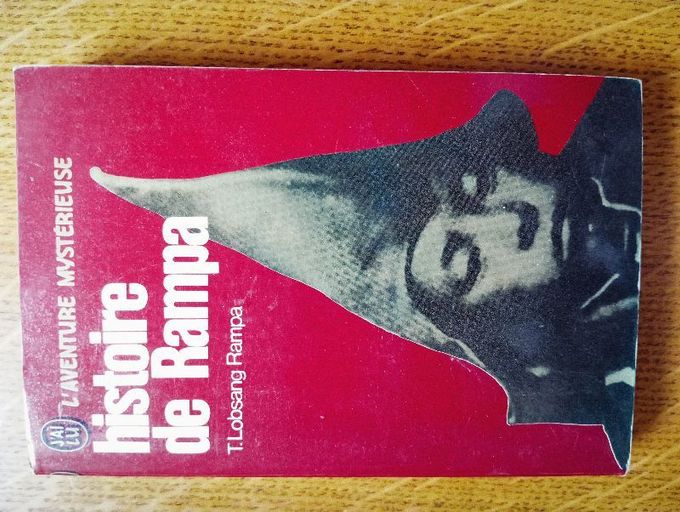 J'AI
LU
L'AVENTURE MYSTÉRIEUSE
histoire
de Rampa
T. Lobsang Rampa